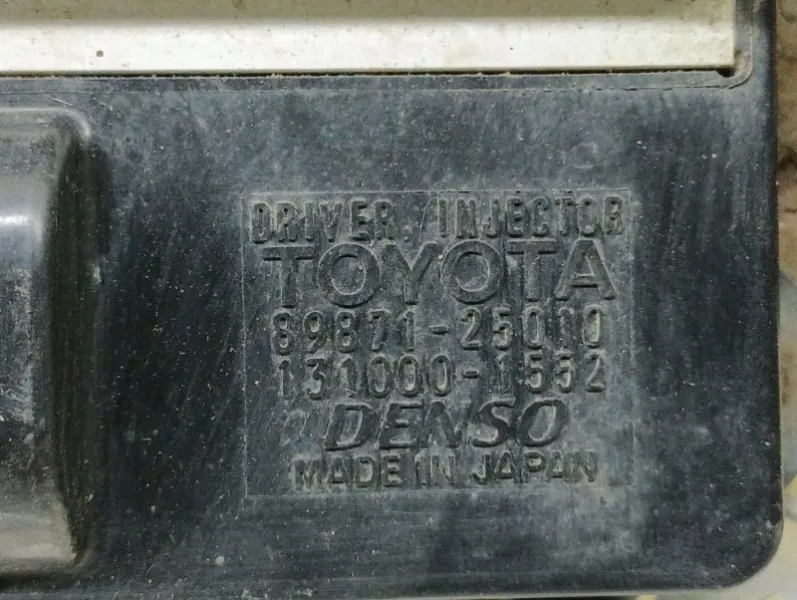 DRIVER, INJECTOR
TOYOTA
89871-25010
131000-1552
DENSO
MADE IN JAPAN